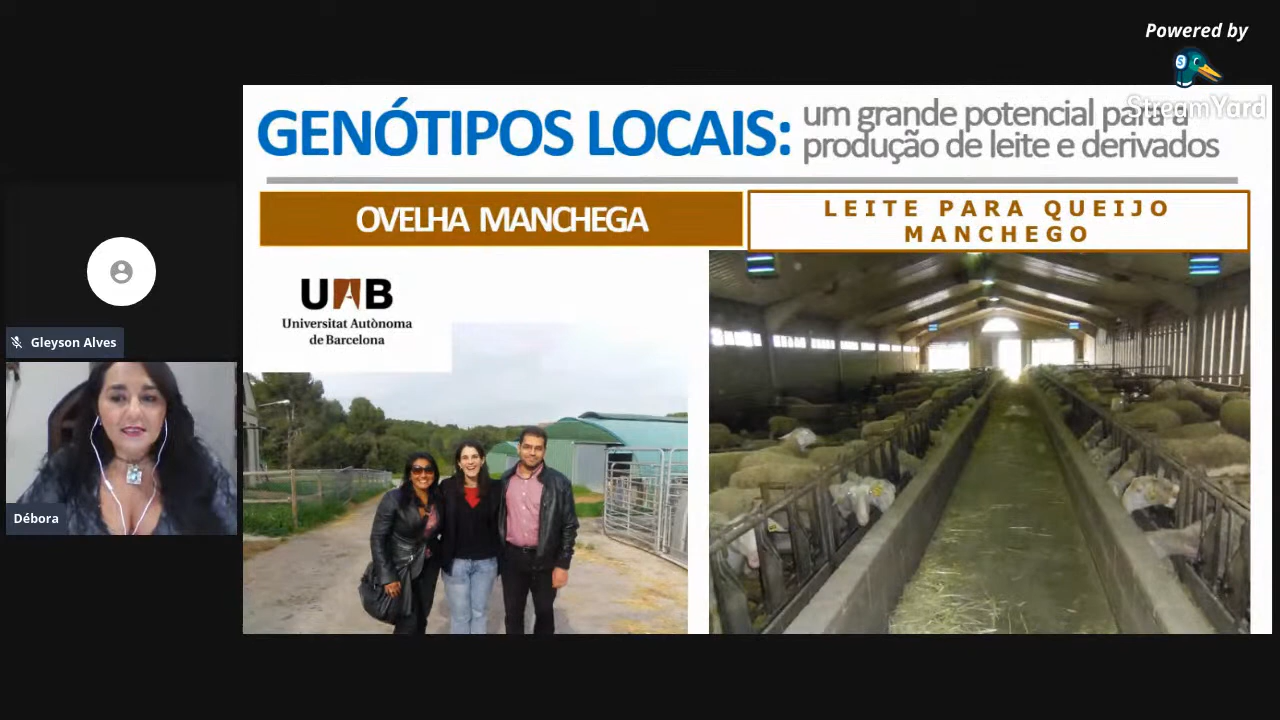 Powered by
StreamYard
GENÓTIPOS LOCAIS:
um grande potencial para a
produção de leite e derivados
OVELHA MANCHEGA
LEITE PARA QUEIJO
MANCHEGO
UAB
Universitat Autònoma
de Barcelona
Gleyson Alves
Débora